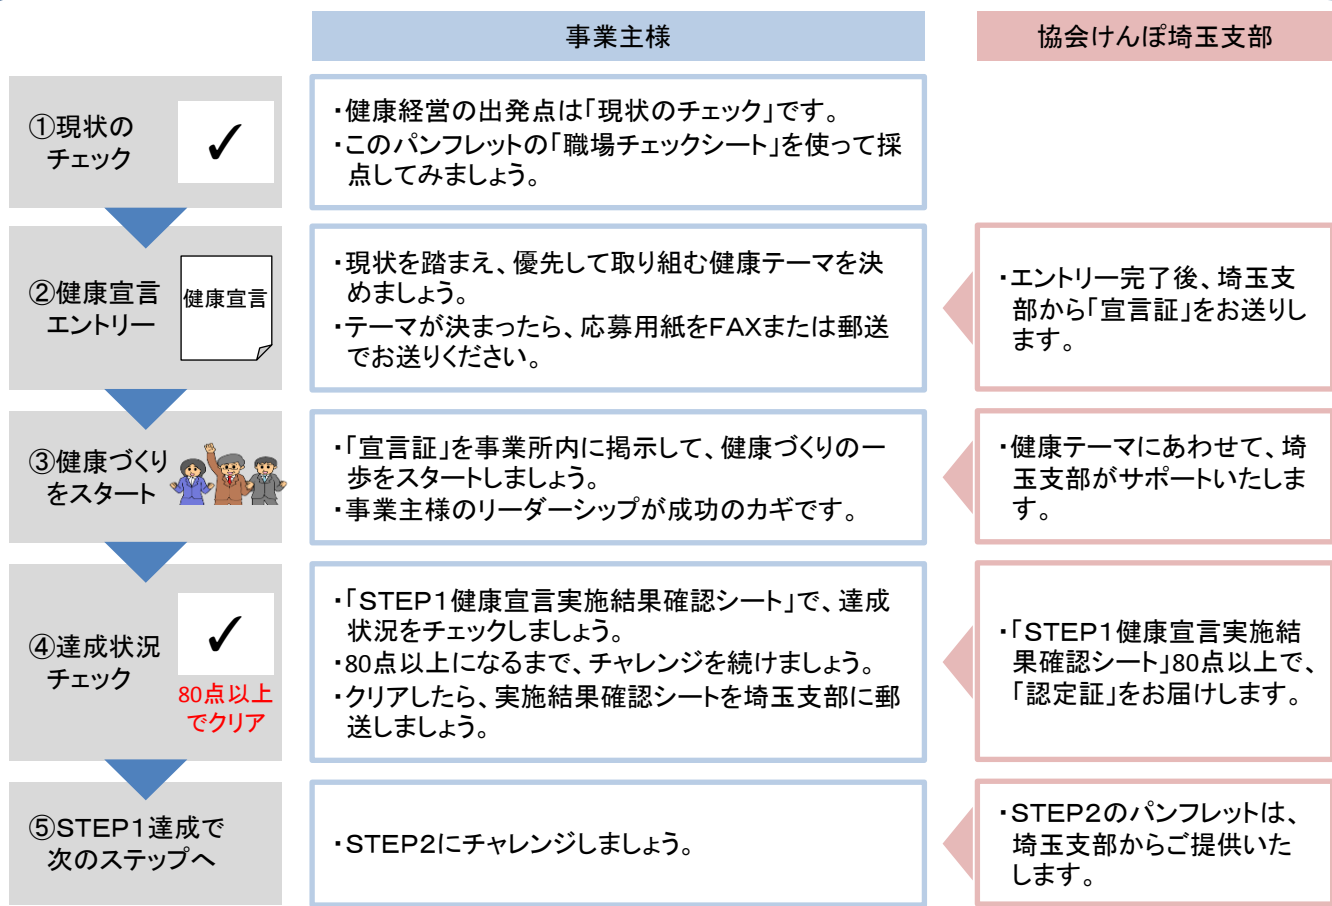 事業主様
協会けんぽ埼玉支部
①現状の
チェック
✓
・健康経営の出発点は「現状のチェック」です。
・このパンフレットの「職場チェックシート」を使って採
点してみましょう。
②健康宣言
エントリー
健康宣言
・現状を踏まえ、優先して取り組む健康テーマを決
めましょう。
・テーマが決まったら、応募用紙をFAXまたは郵送
でお送りください。
・エントリー完了後、埼玉支
部から「宣言証」をお送りし
ます。
③健康づくり
をスタート
・「宣言証」を事業所内に掲示して、健康づくりの一
歩をスタートしましょう。
・事業主様のリーダーシップが成功のカギです。
・健康テーマにあわせて、埼
玉支部がサポートいたしま
す。
④達成状況
チェック
✓
80点以上
でクリア
・「STEP1健康宣言実施結果確認シート」で、達成
状況をチェックしましょう。
・80点以上になるまで、チャレンジを続けましょう。
・クリアしたら、実施結果確認シートを埼玉支部に郵
送しましょう。
・「STEP1健康宣言実施結
果確認シート」80点以上で、
「認定証」をお届けします。
⑤STEP1達成で
次のステップへ
・STEP2にチャレンジしましょう。
・STEP2のパンフレットは、
埼玉支部からご提供いた
します。